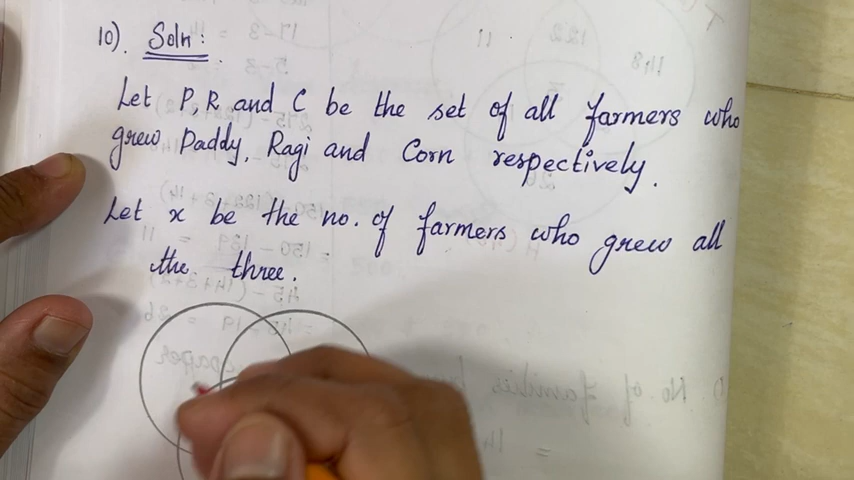 10). Soln :
Let P, R and C be the set of all farmers who
grew Paddy, Ragi and Corn respectively.
Let x be the no. of farmers who grew all
the three.